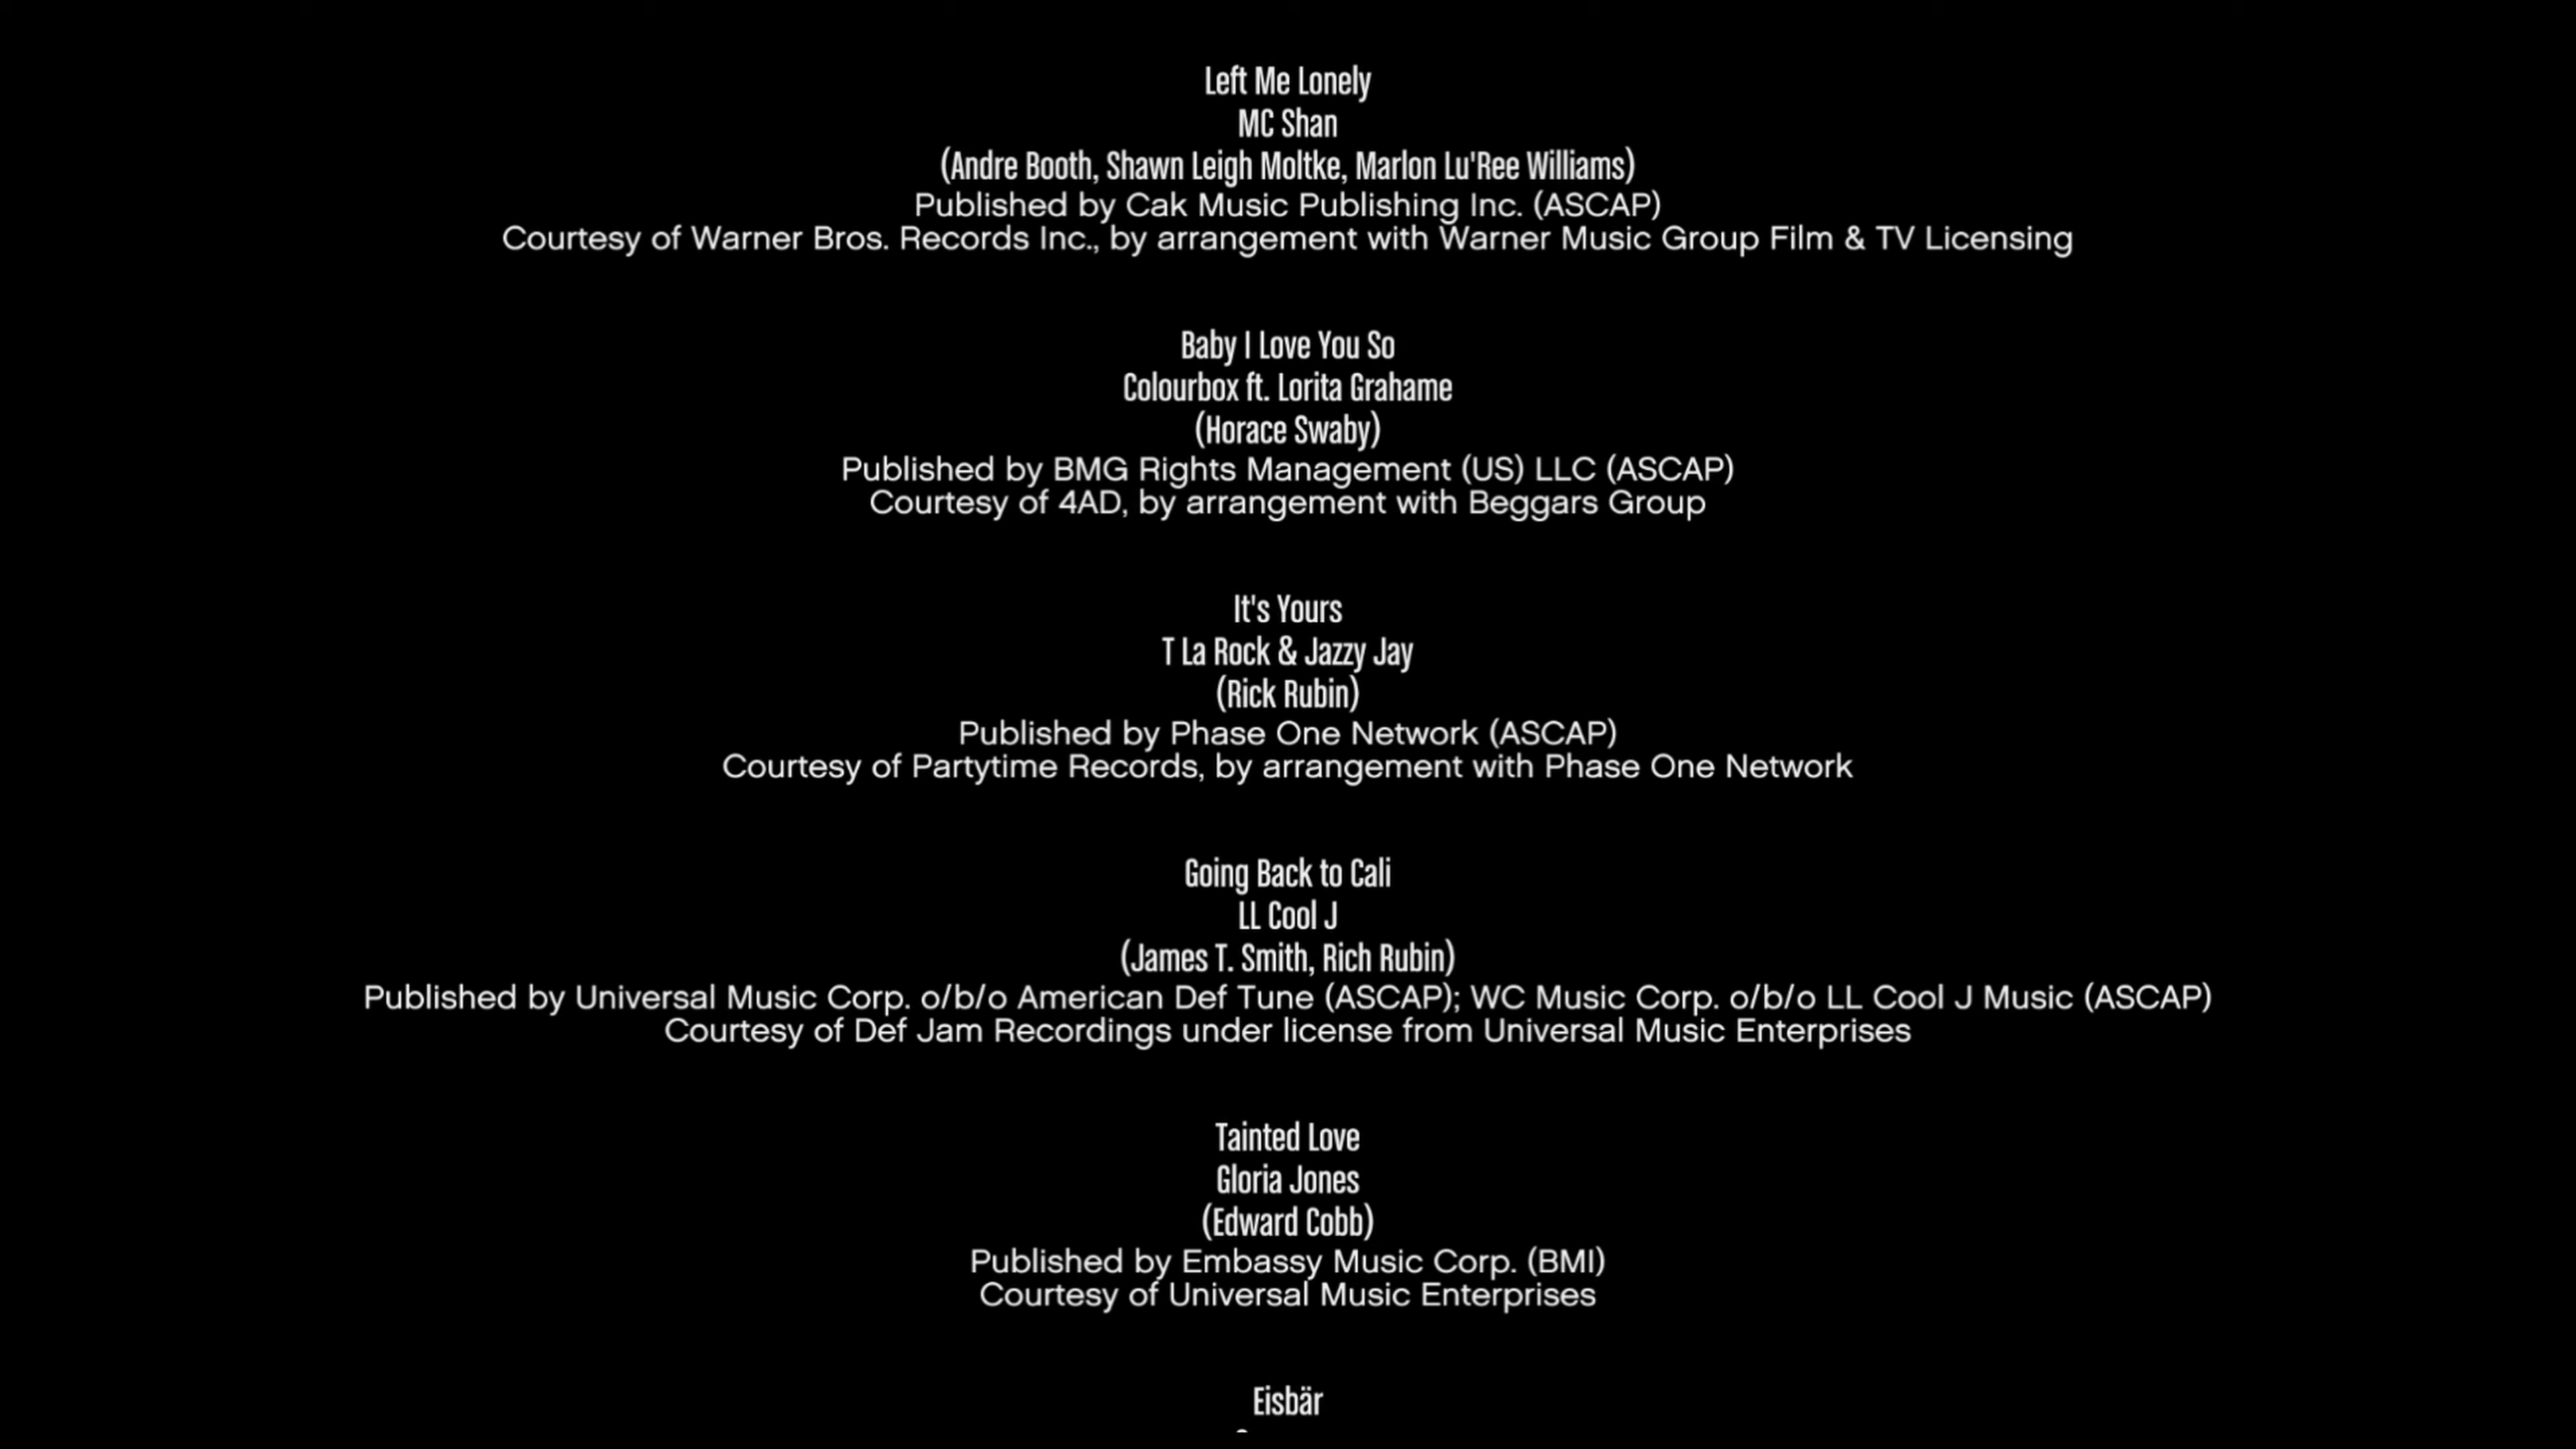 Left Me Lonely
MC Shan
(Andre Booth, Shawn Leigh Moltke, Marlon Lu'Ree Williams)
Published by Cak Music Publishing Inc. (ASCAP)
Courtesy of Warner Bros. Records Inc., by arrangement with Warner Music Group Film & TV Licensing
Baby I Love You So
Colourbox ft. Lorita Grahame
(Horace Swaby)
Published by BMG Rights Management (US) LLC (ASCAP)
Courtesy of 4AD, by arrangement with Beggars Group
It's Yours
T La Rock & Jazzy Jay
(Rick Rubin)
Published by Phase One Network (ASCAP)
Courtesy of Partytime Records, by arrangement with Phase One Network
Going Back to Cali
LL Cool J
(James T. Smith, Rich Rubin)
Published by Universal Music Corp. o/b/o American Def Tune (ASCAP); WC Music Corp. o/b/o LL Cool J Music (ASCAP)
Courtesy of Def Jam Recordings under license from Universal Music Enterprises
Tainted Love
Gloria Jones
(Edward Cobb)
Published by Embassy Music Corp. (BMI)
Courtesy of Universal Music Enterprises
Eisbär